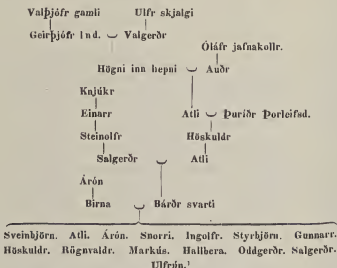 Valþjófr gamli Ulfr skjalgi
Geirþjófr lnd. Valgerðr
Óláfr jafnakollr.
Högni inn hepni Auðr
Knjúkr
Einarr Atli Þuríðr Þorleifsd.
Steinolfr Höskuldr
Salgerðr Atli
Árón
Birna Bárðr svarti
Sveinbjörn. Atli. Árón. Snorri. Ingolfr. Styrbjörn. Gunnarr.
Höskuldr. Rögnvaldr. Markús. Hallbera. Oddgerðr. Salgerðr.
Ulfrún.¹